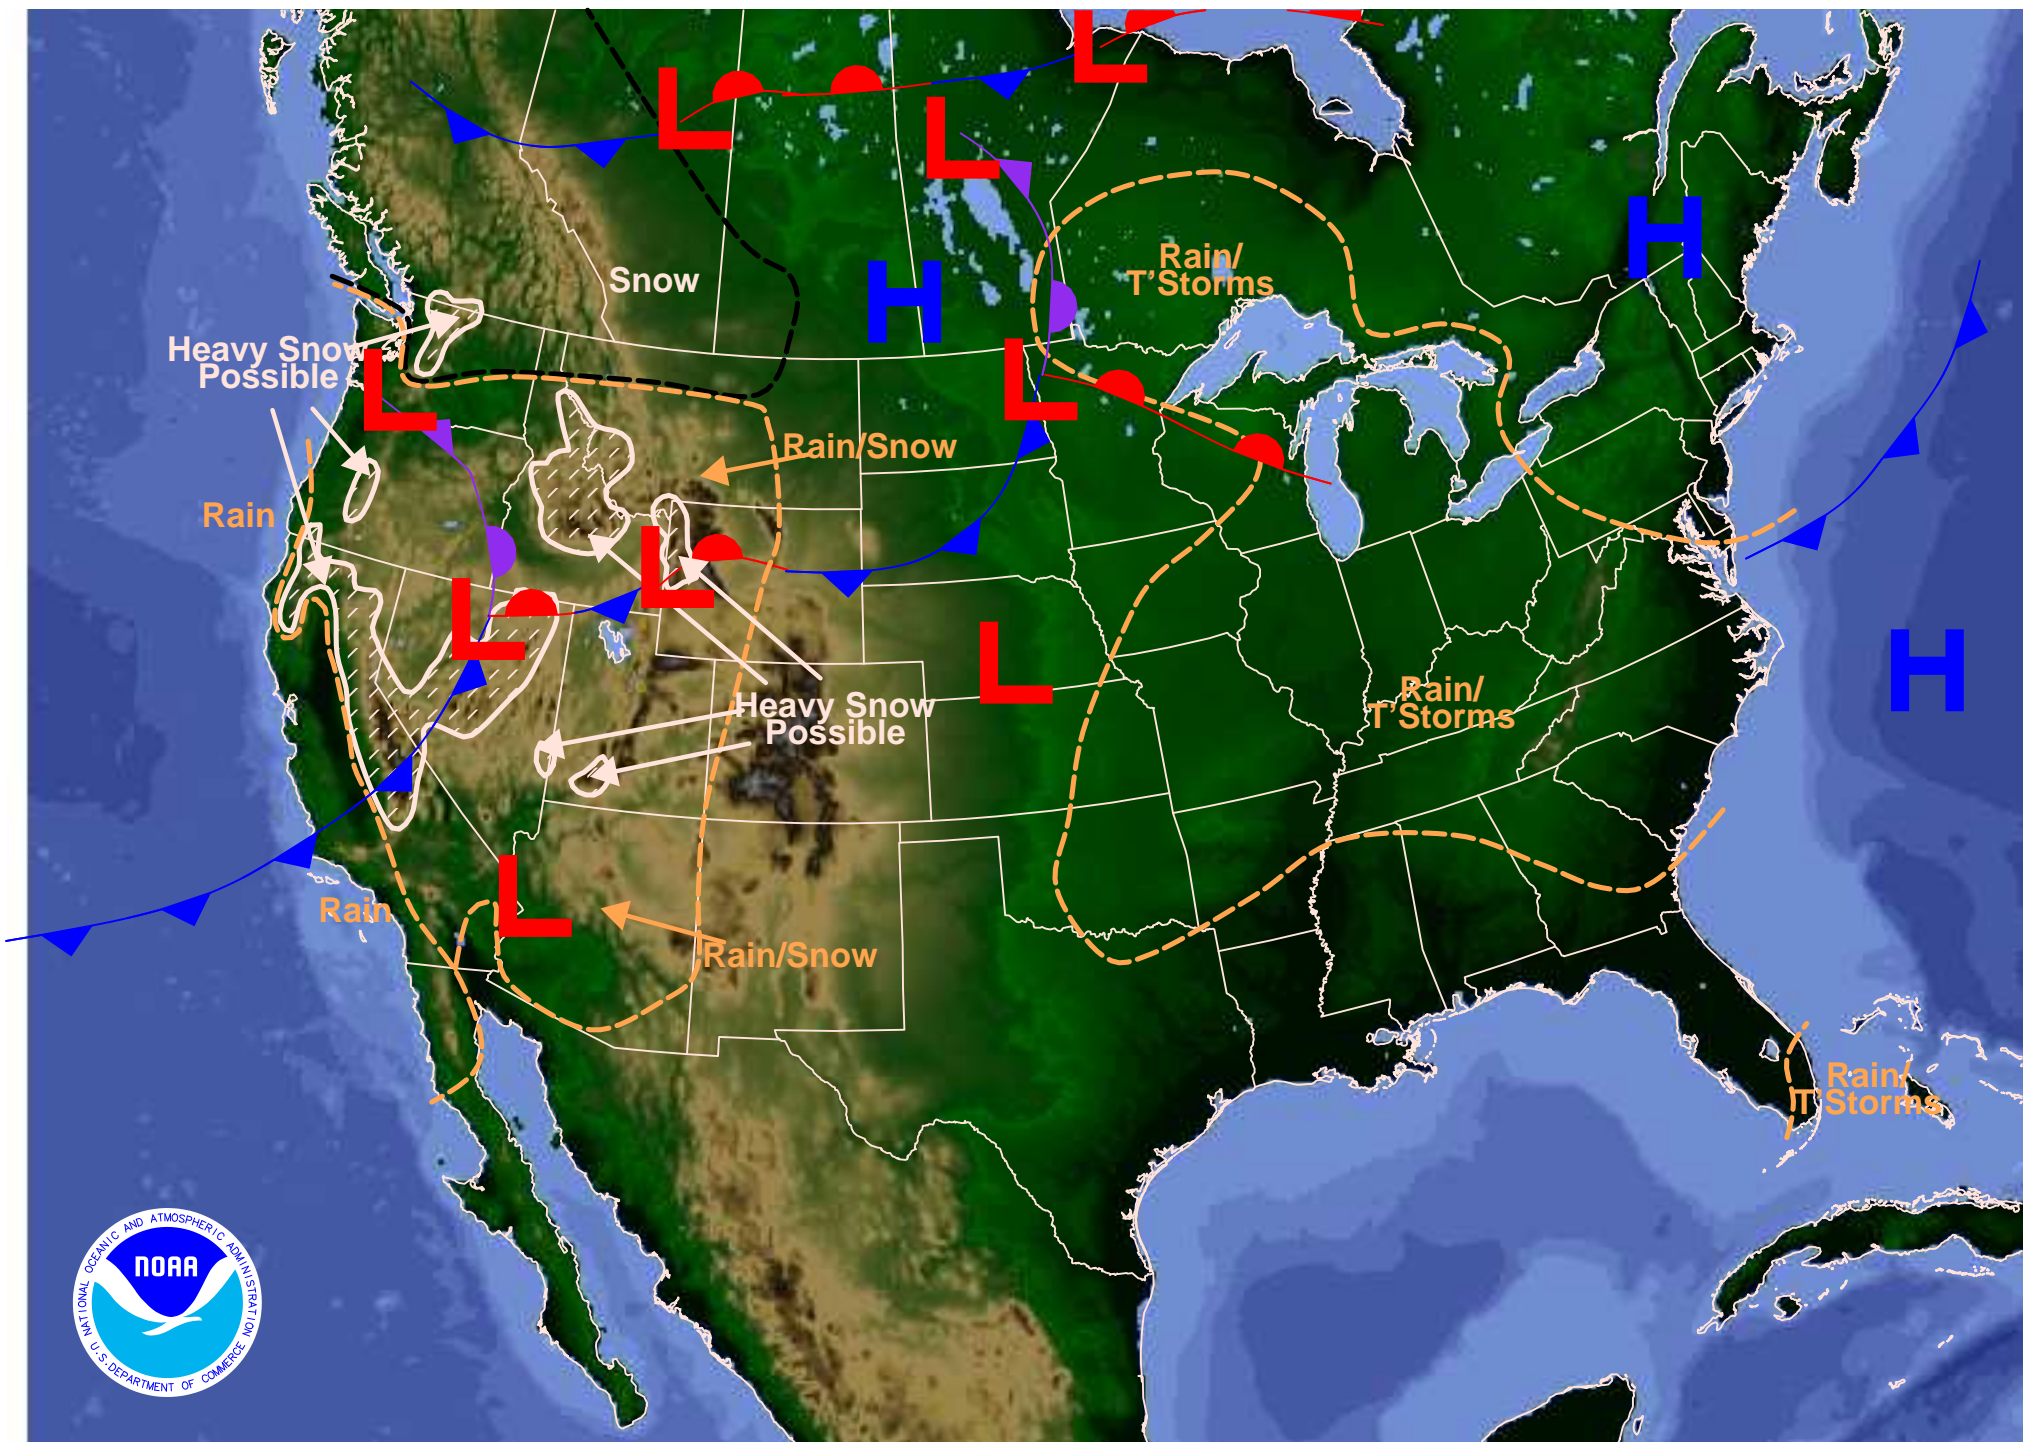 L
L
L
Rain/
T'Storms
H
Snow
H
Heavy Snow
Possible
L
L
Rain/Snow
Rain
L
L
L
Heavy Snow
Possible
Rain/
T'Storms
H
L
Rain
Rain/Snow
Rain/
T'Storms
NATIONAL OCEANIC AND ATMOSPHERIC ADMINISTRATION
NOAA
U.S. DEPARTMENT OF COMMERCE